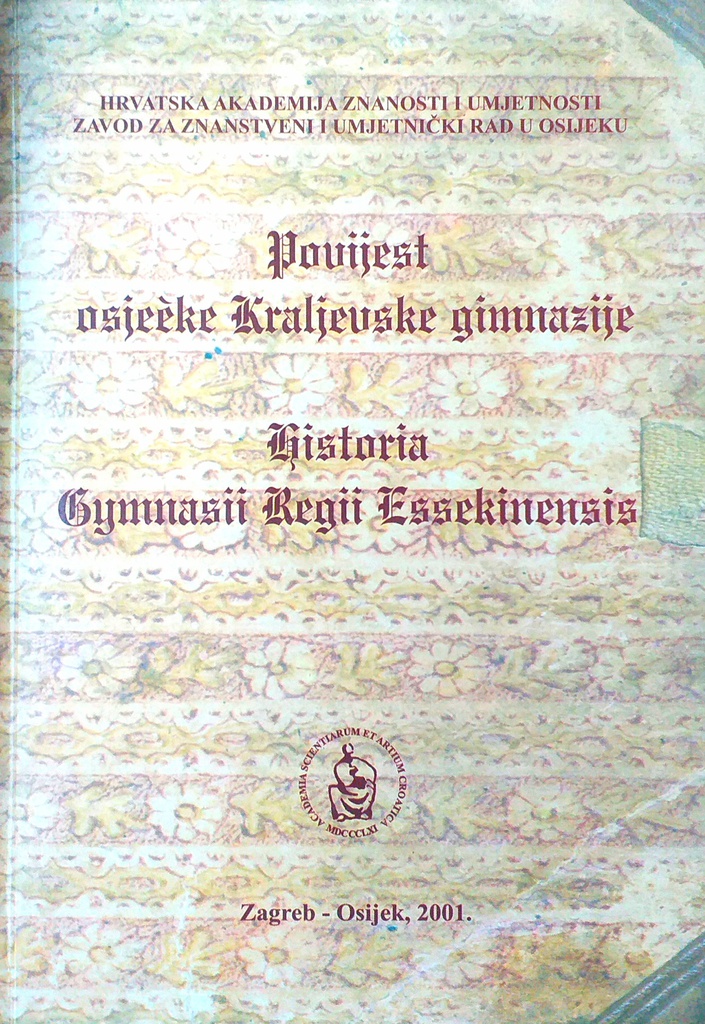 HRVATSKA AKADEMIJA ZNANOSTI I UMJETNOSTI
ZAVOD ZA ZNANSTVENI I UMJETNIČKI RAD U OSIJEKU
Povijest
osjeèke Kraljevske gimnazije
Historia
Gymnasii Regii Essekinensis
ACADEMIA SCIENTIARUM ET ARTIUM CROATICA
MDCCCLXI
Zagreb - Osijek, 2001.